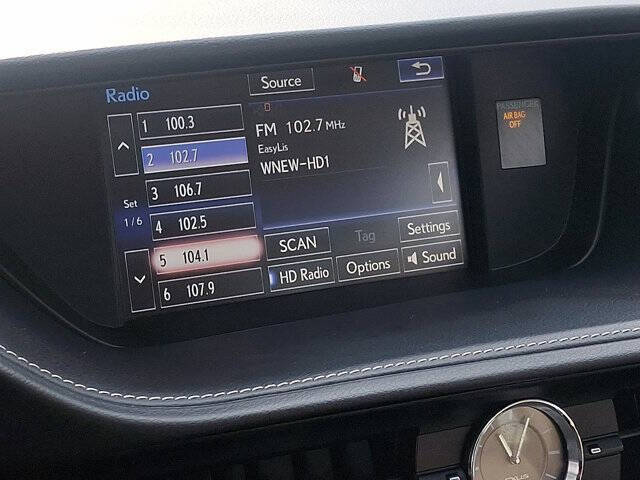 Radio
Source
1 100.3
2 102.7
3 106.7
Set
1/6
4 102.5
5 104.1
6 107.9
FM 102.7 MHz
EasyLis
WNEW-HD1
SCAN
Tag
Settings
HD Radio
Options
Sound
PASSENGER
AIR BAG
OFF